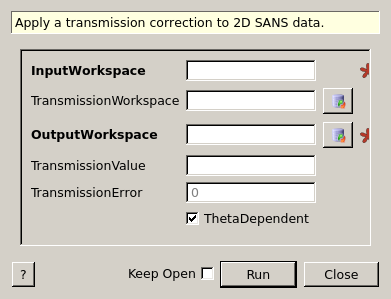 Apply a transmission correction to 2D SANS data.
InputWorkspace
TransmissionWorkspace
OutputWorkspace
TransmissionValue
TransmissionError 0
ThetaDependent
? Keep Open Run Close